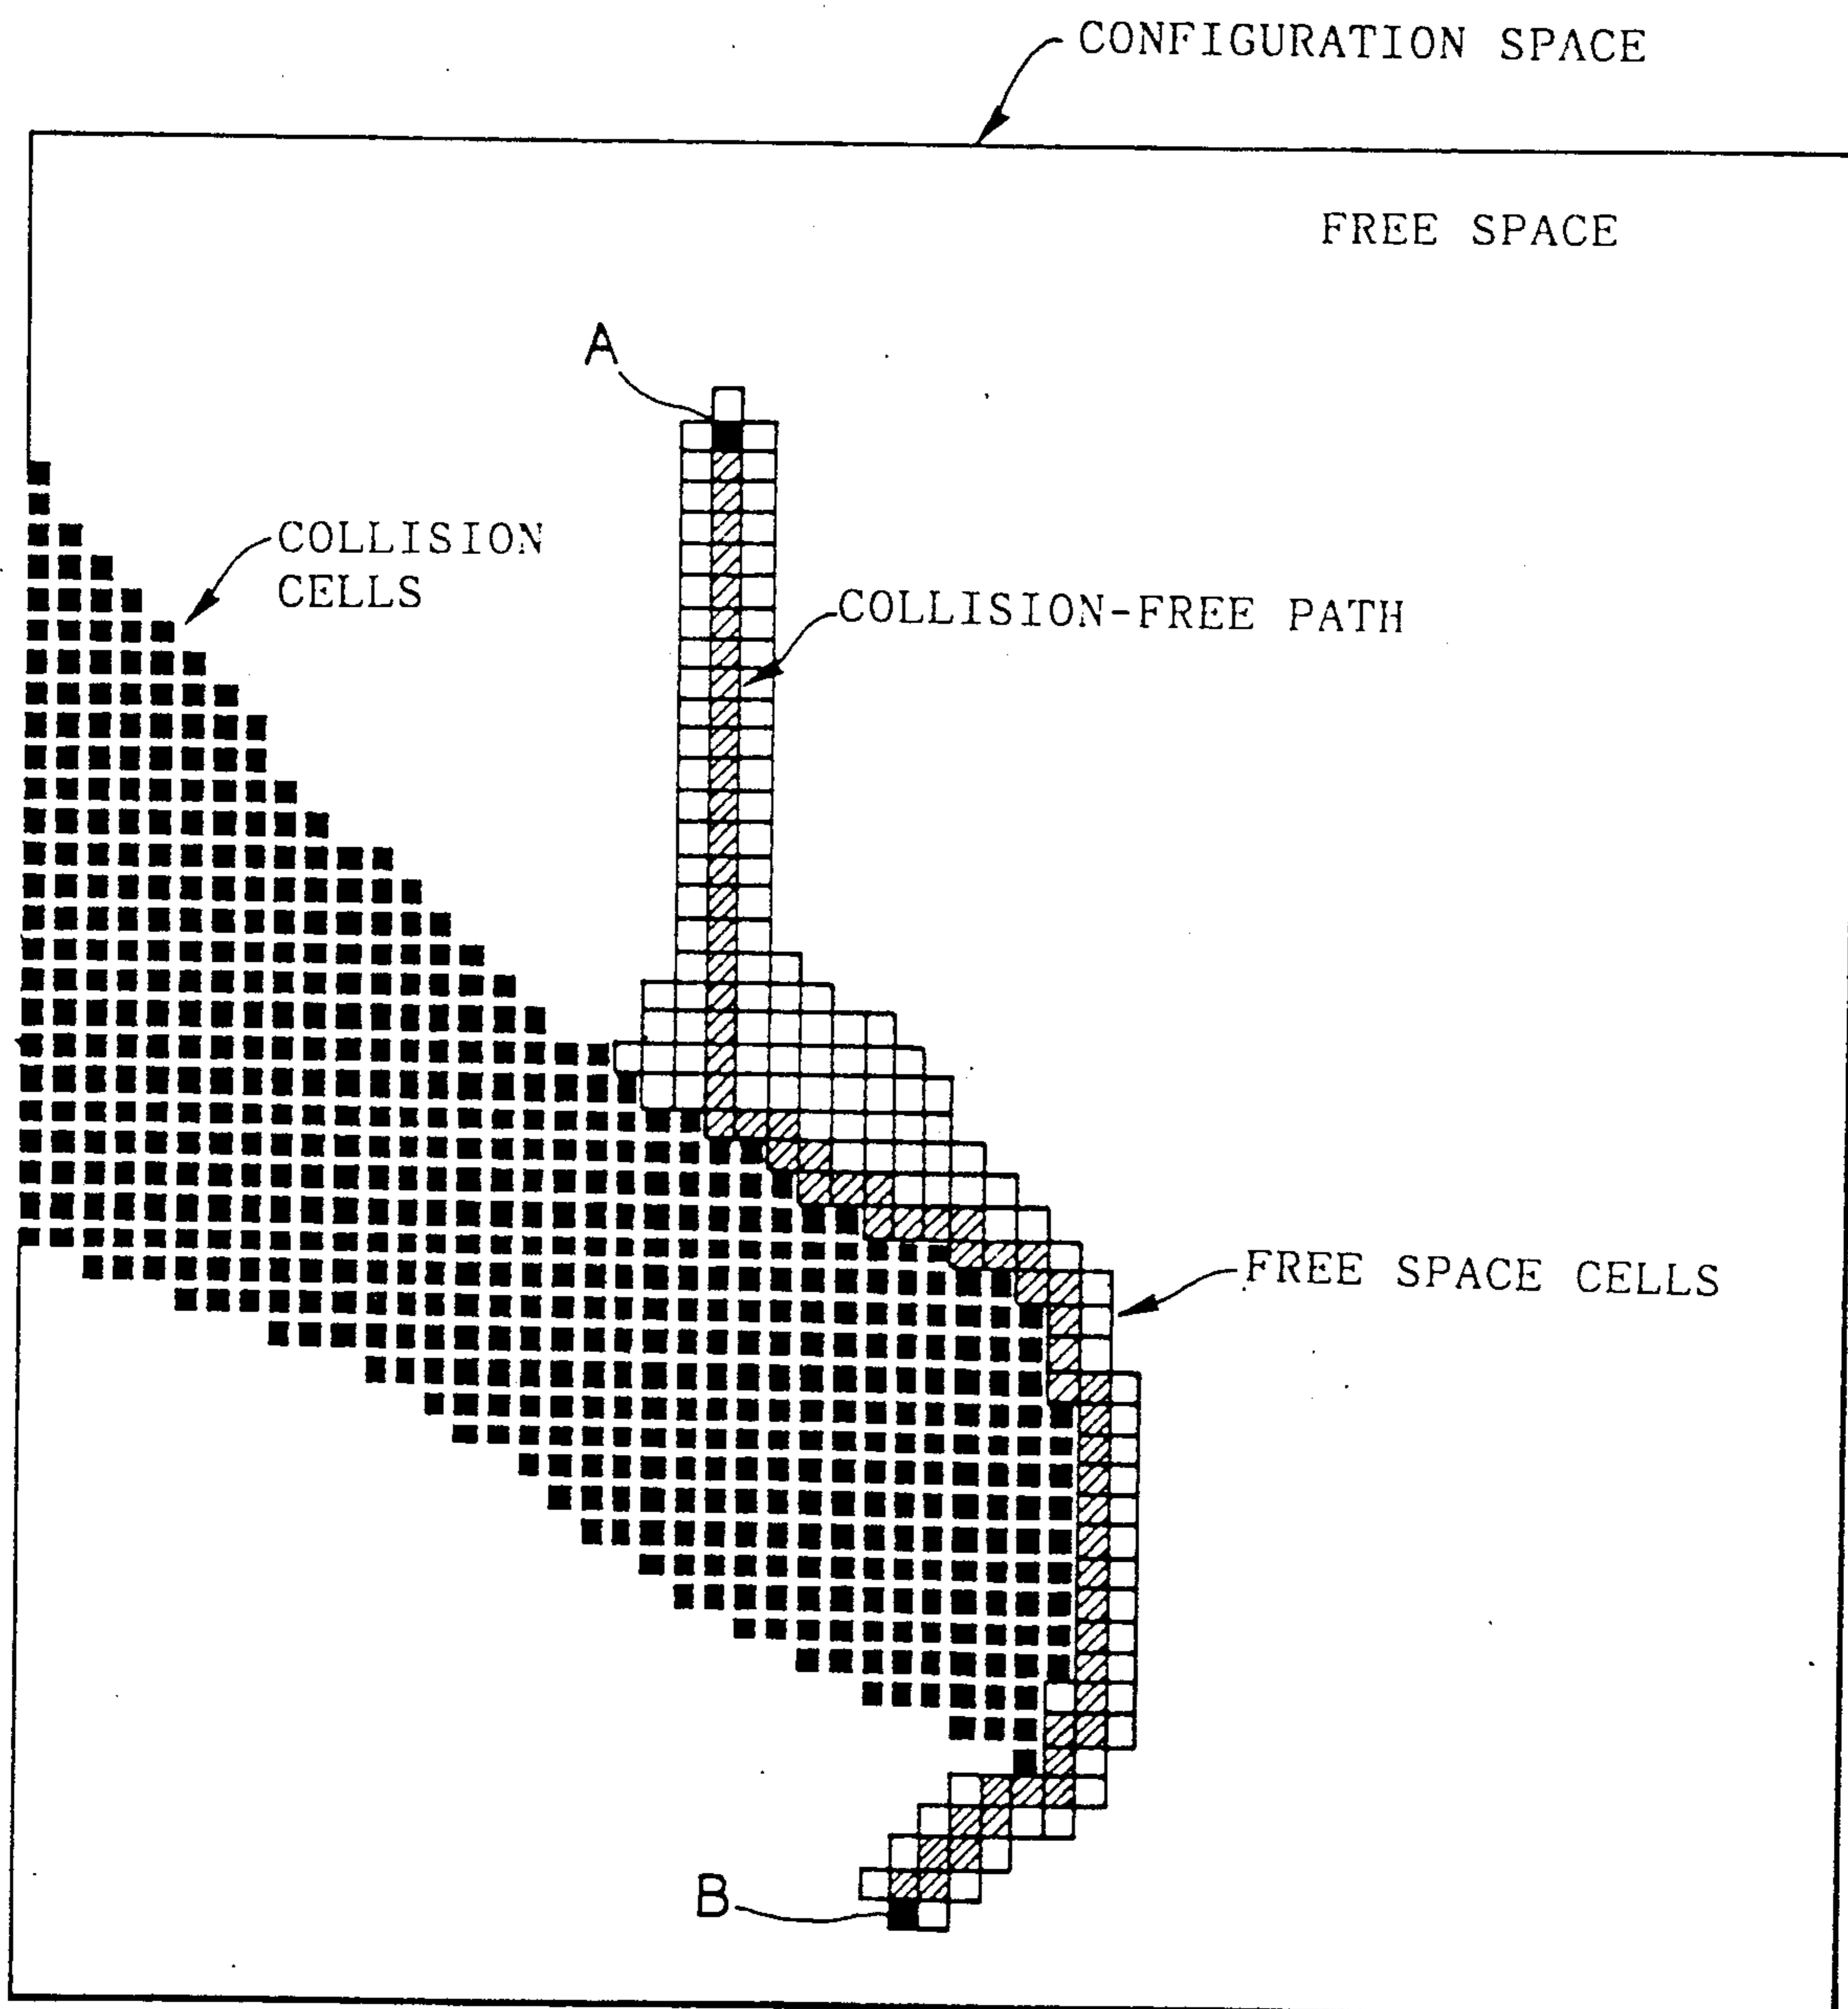 CONFIGURATION SPACE
FREE SPACE
A
COLLISION
CELLS
COLLISION-FREE PATH
FREE SPACE CELLS
B